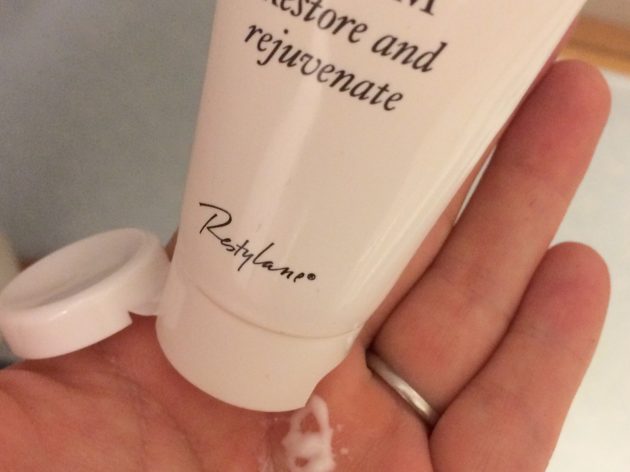 Restore and
rejuvenate
Restylane®